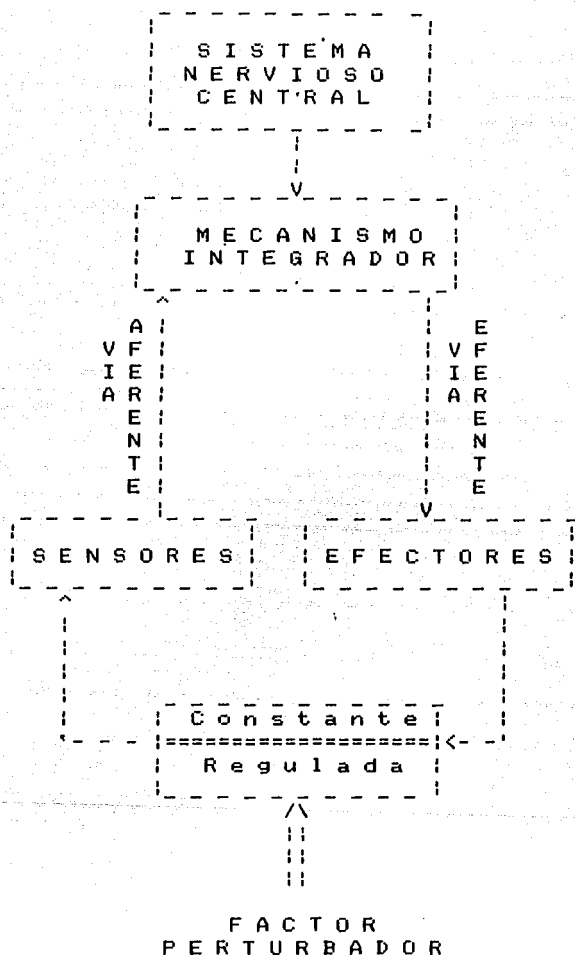 SISTEMA
NERVIOSO
CENTRAL
MECANISMO
INTEGRADOR
VIA AFERENTE
VIA EFERENTE
SENSORES
EFECTORES
Constante
Regulada
FACTOR
PERTURBADOR